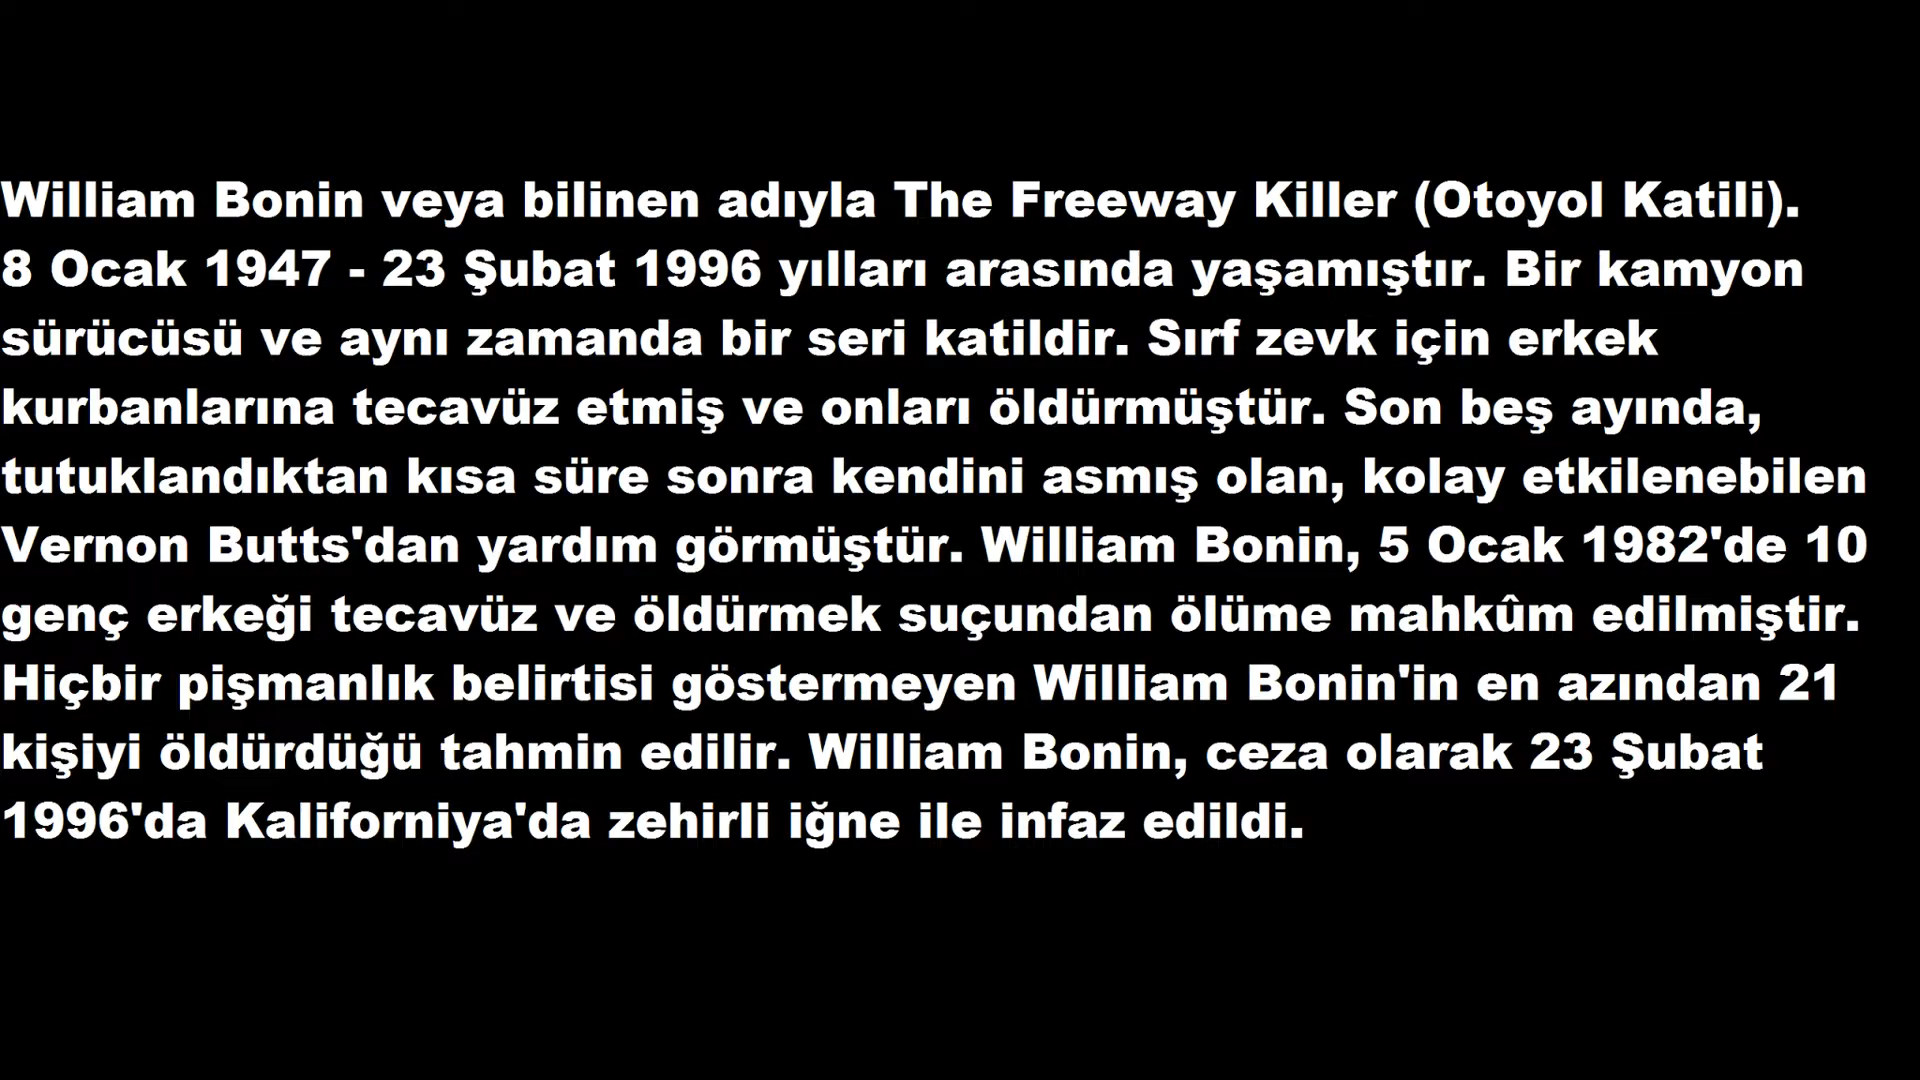 William Bonin veya bilinen adıyla The Freeway Killer (Otoyol Katili).
8 Ocak 1947 - 23 Şubat 1996 yılları arasında yaşamıştır. Bir kamyon
sürücüsü ve aynı zamanda bir seri katildir. Sırf zevk için erkek
kurbanlarına tecavüz etmiş ve onları öldürmüştür. Son beş ayında,
tutuklandıktan kısa süre sonra kendini asmış olan, kolay etkilenebilen
Vernon Butts'dan yardım görmüştür. William Bonin, 5 Ocak 1982'de 10
genç erkeği tecavüz ve öldürmek suçundan ölüme mahkûm edilmiştir.
Hiçbir pişmanlık belirtisi göstermeyen William Bonin'in en azından 21
kişiyi öldürdüğü tahmin edilir. William Bonin, ceza olarak 23 Şubat
1996'da Kaliforniya'da zehirli iğne ile infaz edildi.